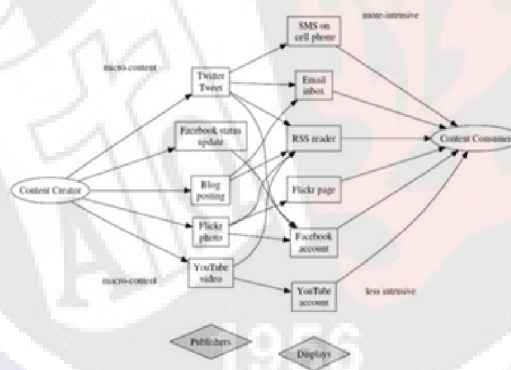 SMS on
cell phone
more-intrusive
micro-content
Twitter
Tweet
Email
inbox
Facebook status
update
RSS reader
Content Consumer
Content Creator
Blog
posting
Flickr page
Flickr
photo
Facebook
account
YouTube
video
macro-content
YouTube
account
less intrusive
Publishers
Displays
1956